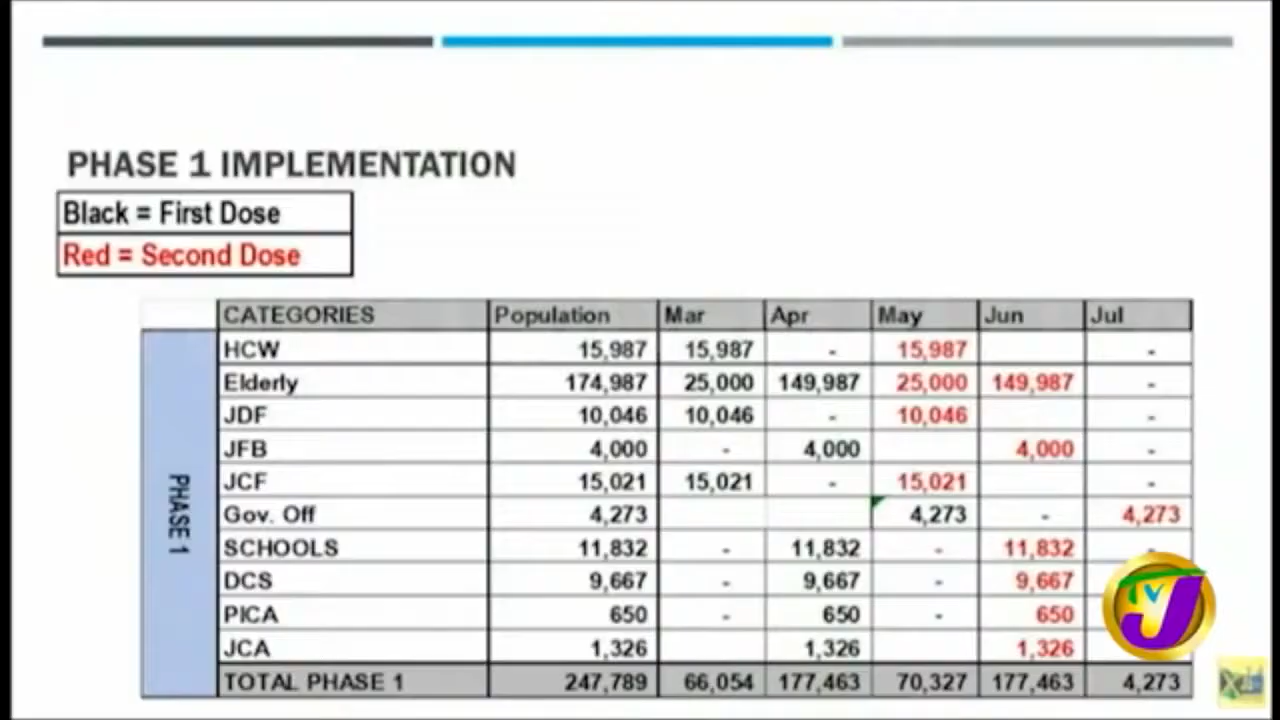 PHASE 1 IMPLEMENTATION
Black = First Dose
Red = Second Dose
CATEGORIES Population Mar Apr May Jun Jul
HCW 15,987 15,987 - 15,987 -
Elderly 174,987 25,000 149,987 25,000 149,987 -
JDF 10,046 10,046 - 10,046 -
JFB 4,000 - 4,000 4,000 -
JCF 15,021 15,021 - 15,021 -
Gov. Off 4,273 4,273 - 4,273
SCHOOLS 11,832 - 11,832 - 11,832 -
DCS 9,667 - 9,667 - 9,667
PICA 650 - 650 - 650
JCA 1,326 1,326 1,326
TOTAL PHASE 1 247,789 66,054 177,463 70,327 177,463 4,273
PHASE 1
TVJ